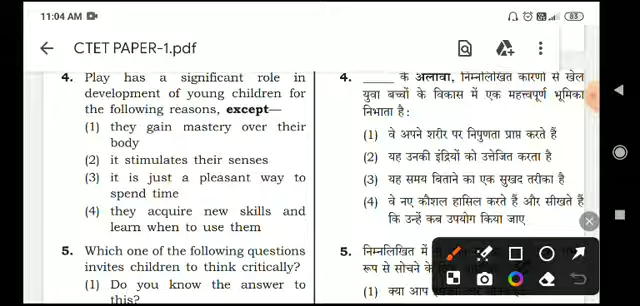 11:04 AM
83
CTET PAPER-1.pdf
4. Play has a significant role in
development of young children for
the following reasons, except—
(1) they gain mastery over their
body
(2) it stimulates their senses
(3) it is just a pleasant way to
spend time
(4) they acquire new skills and
learn when to use them
5. Which one of the following questions
invites children to think critically?
(1) Do you know the answer to
this?
4. _____ के अलावा, निम्नलिखित कारणों से खेल
युवा बच्चों के विकास में एक महत्त्वपूर्ण भूमिका
निभाता है :
(1) वे अपने शरीर पर निपुणता प्राप्त करते हैं
(2) यह उनकी इंद्रियों को उत्तेजित करता है
(3) यह समय बिताने का एक सुखद तरीका है
(4) वे नए कौशल हासिल करते हैं और सीखते हैं
कि उन्हें कब उपयोग किया जाए
5. निम्नलिखित में
रूप से सोचने के
(1) क्या आप